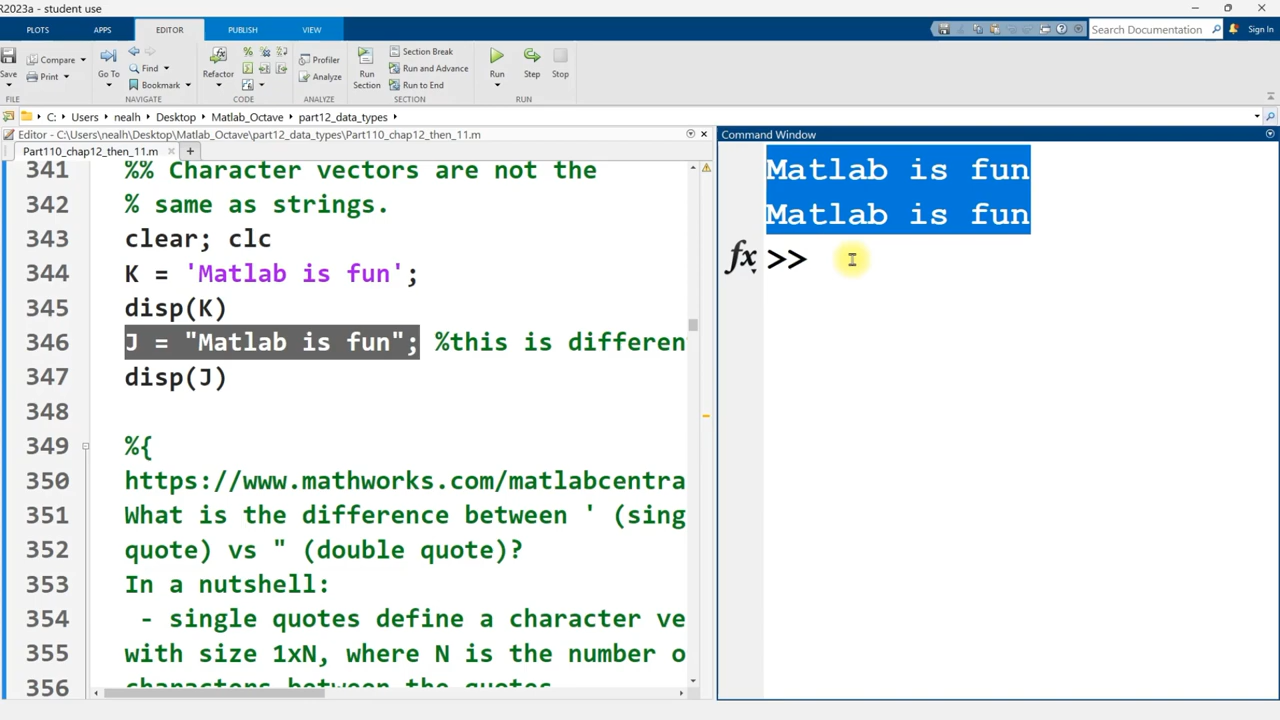 R2023a - student use
PLOTS APPS EDITOR PUBLISH VIEW
Search Documentation Sign In
Save Compare Print Go To Find Bookmark Refactor Profiler Analyze Run Section Section Break Run and Advance Run to End Run Step Stop
FILE NAVIGATE CODE ANALYZE SECTION RUN
C: Users nealh Desktop Matlab_Octave part12_data_types
Editor - C:\Users\nealh\Desktop\Matlab_Octave\part12_data_types\Part110_chap12_then_11.m
Part110_chap12_then_11.m
341 %% Character vectors are not the
342 % same as strings.
343 clear; clc
344 K = 'Matlab is fun';
345 disp(K)
346 J = "Matlab is fun"; %this is differen
347 disp(J)
348
349 %{
350 https://www.mathworks.com/matlabcentra
351 What is the difference between ' (sing
352 quote) vs " (double quote)?
353 In a nutshell:
354 - single quotes define a character ve
355 with size 1xN, where N is the number o
356 characters between the quotes
Command Window
Matlab is fun
Matlab is fun
fx >>